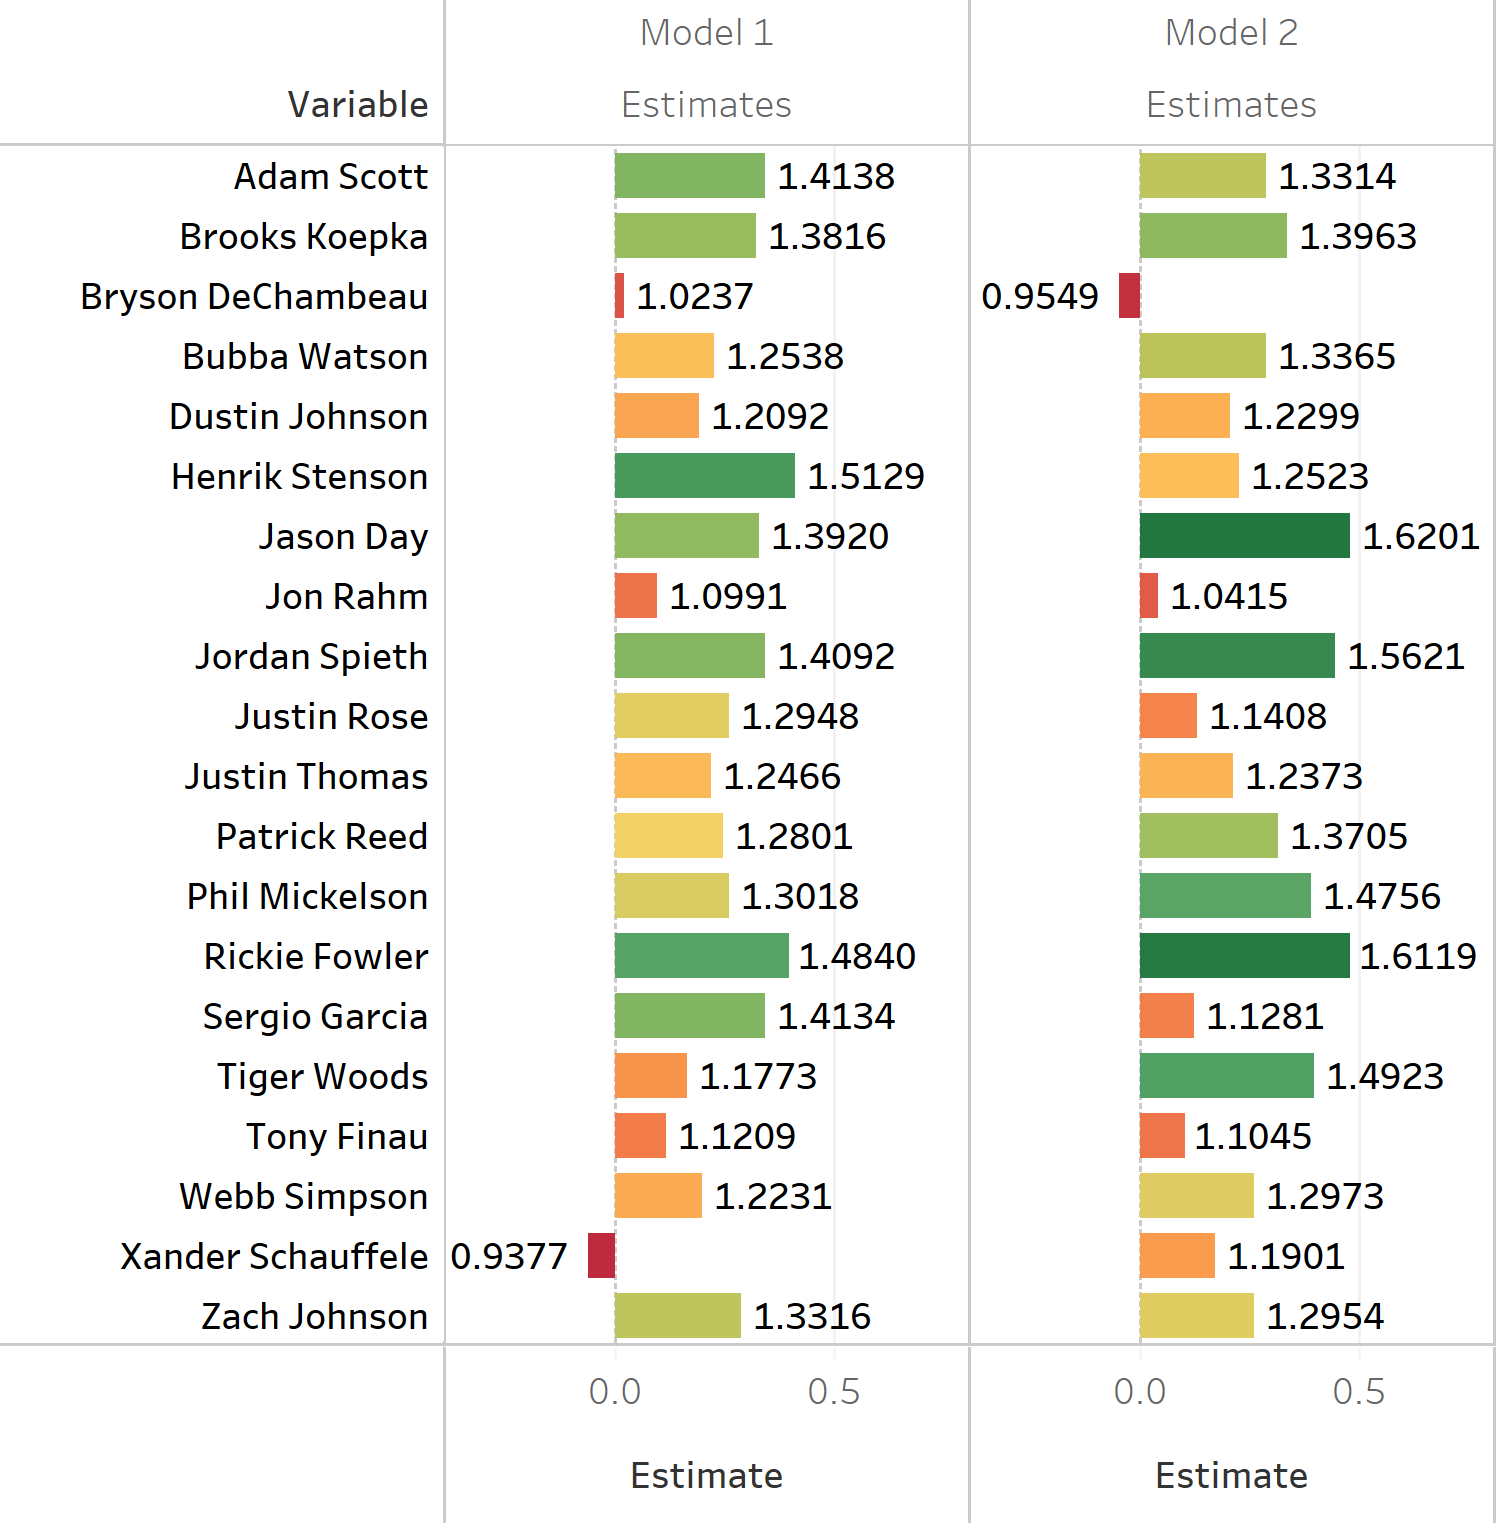 Model 1 Model 2
Variable Estimates Estimates
Adam Scott 1.4138 1.3314
Brooks Koepka 1.3816 1.3963
Bryson DeChambeau 1.0237 0.9549
Bubba Watson 1.2538 1.3365
Dustin Johnson 1.2092 1.2299
Henrik Stenson 1.5129 1.2523
Jason Day 1.3920 1.6201
Jon Rahm 1.0991 1.0415
Jordan Spieth 1.4092 1.5621
Justin Rose 1.2948 1.1408
Justin Thomas 1.2466 1.2373
Patrick Reed 1.2801 1.3705
Phil Mickelson 1.3018 1.4756
Rickie Fowler 1.4840 1.6119
Sergio Garcia 1.4134 1.1281
Tiger Woods 1.1773 1.4923
Tony Finau 1.1209 1.1045
Webb Simpson 1.2231 1.2973
Xander Schauffele 0.9377 1.1901
Zach Johnson 1.3316 1.2954
0.0 0.5 0.0 0.5
Estimate Estimate